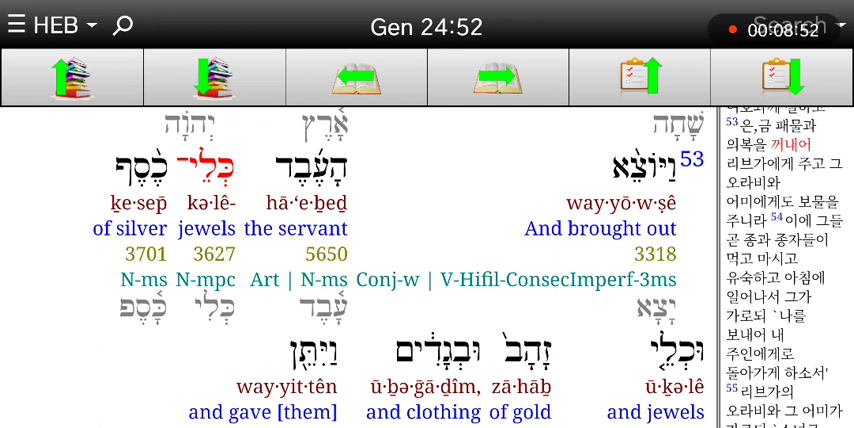 HEB
Gen 24:52
Search
00:08:52
שָׁחָה אָ֫רֶץ יְהוָֹה
53 וַיּוֹצֵ֨א הָעֶ֜בֶד כְּלֵי־ כֶ֨סֶף
way·yō·w·ṣê hā·‘e·ḇeḏ kə·lê- ḵe·sep̄
And brought out the servant jewels of silver
3318 5650 3627 3701
Conj-w | V-Hifil-ConsecImperf-3ms Art | N-ms N-mpc N-ms
יָצָא עָ֫בֶד כְּלִי כָּ֫סֶפ
וּכְלֵ֤י זָהָב֙ וּבְגָדִ֔ים וַיִּתֵּ֖ן
ū·ḵə·lê zā·hāḇ ū·ḇə·ḡā·ḏîm, way·yit·tên
and jewels of gold and clothing and gave [them]
53 은,금 패물과
의복을 꺼내어
리브가에게 주고 그
오라비와
어미에게도 보물을
주니라 54 이에 그들
곧 종과 종자들이
먹고 마시고
유숙하고 아침에
일어나서 그가
가로되 `나를
보내어 내
주인에게로
돌아가게 하소서'
55 리브가의
오라비와 그 어미가